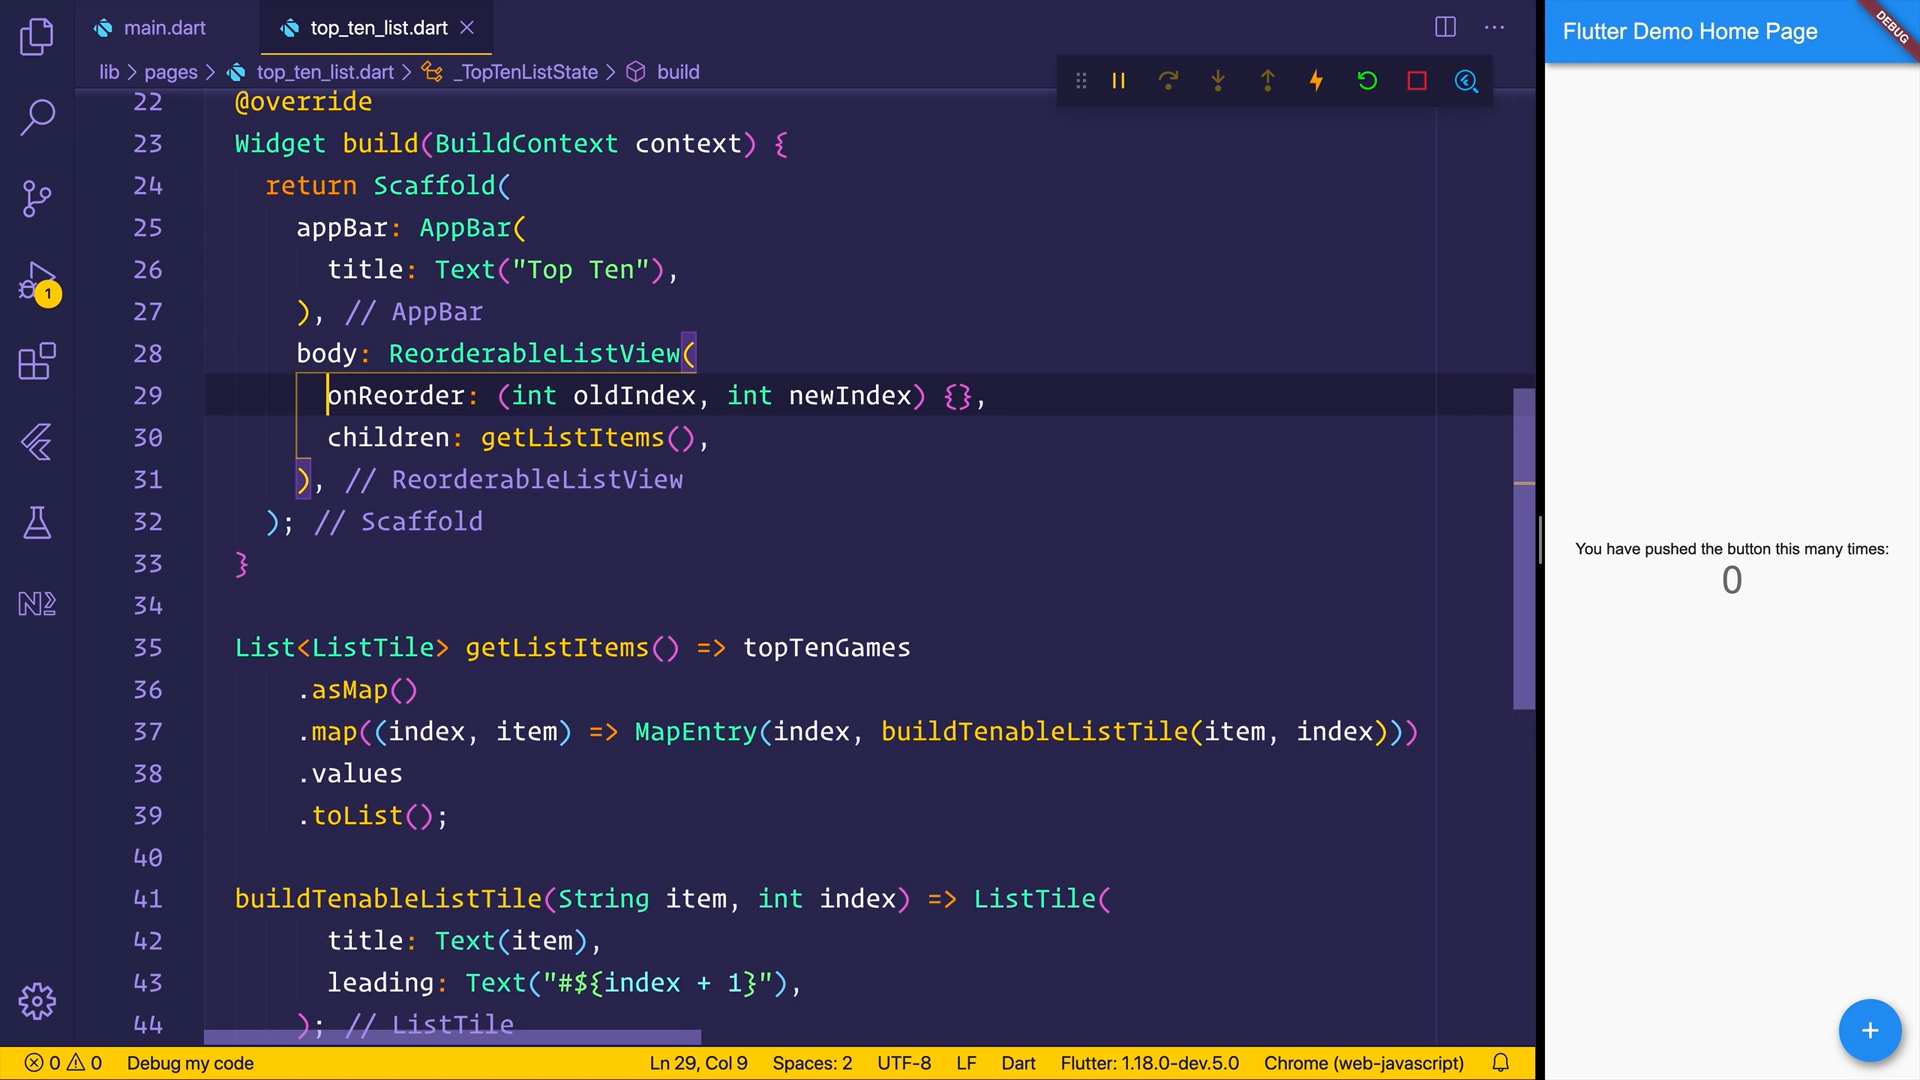 main.dart
top_ten_list.dart
lib > pages > top_ten_list.dart > _TopTenListState > build
22 @override
23 Widget build(BuildContext context) {
24 return Scaffold(
25 appBar: AppBar(
26 title: Text("Top Ten"),
27 ), // AppBar
28 body: ReorderableListView(
29 onReorder: (int oldIndex, int newIndex) {},
30 children: getListItems(),
31 ), // ReorderableListView
32 ); // Scaffold
33 }
34
35 List<ListTile> getListItems() => topTenGames
36 .asMap()
37 .map((index, item) => MapEntry(index, buildTenableListTile(item, index)))
38 .values
39 .toList();
40
41 buildTenableListTile(String item, int index) => ListTile(
42 title: Text(item),
43 leading: Text("#${index + 1}"),
44 ); // ListTile
1
0 0 Debug my code
Ln 29, Col 9 Spaces: 2 UTF-8 LF Dart Flutter: 1.18.0-dev.5.0 Chrome (web-javascript)
Flutter Demo Home Page
DEBUG
You have pushed the button this many times:
0
+